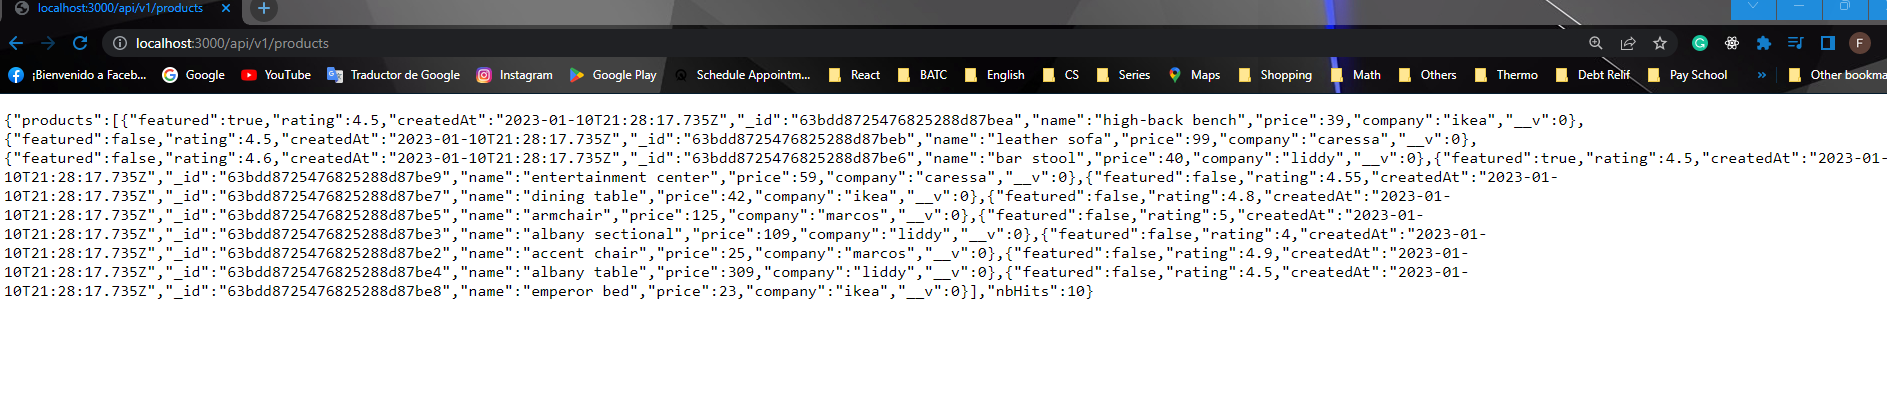 localhost:3000/api/v1/products
localhost:3000/api/v1/products
F
¡Bienvenido a Faceb... Google YouTube Traductor de Google Instagram Google Play Schedule Appointm... React BATC English CS Series Maps Shopping Math Others Thermo Debt Relif Pay School » Other bookma
{"products":[{"featured":true,"rating":4.5,"createdAt":"2023-01-10T21:28:17.735Z","_id":"63bdd8725476825288d87bea","name":"high-back bench","price":39,"company":"ikea","__v":0},
{"featured":false,"rating":4.5,"createdAt":"2023-01-10T21:28:17.735Z","_id":"63bdd8725476825288d87beb","name":"leather sofa","price":99,"company":"caressa","__v":0},
{"featured":false,"rating":4.6,"createdAt":"2023-01-10T21:28:17.735Z","_id":"63bdd8725476825288d87be6","name":"bar stool","price":40,"company":"liddy","__v":0},{"featured":true,"rating":4.5,"createdAt":"2023-01-
10T21:28:17.735Z","_id":"63bdd8725476825288d87be9","name":"entertainment center","price":59,"company":"caressa","__v":0},{"featured":false,"rating":4.55,"createdAt":"2023-01-
10T21:28:17.735Z","_id":"63bdd8725476825288d87be7","name":"dining table","price":42,"company":"ikea","__v":0},{"featured":false,"rating":4.8,"createdAt":"2023-01-
10T21:28:17.735Z","_id":"63bdd8725476825288d87be5","name":"armchair","price":125,"company":"marcos","__v":0},{"featured":false,"rating":5,"createdAt":"2023-01-
10T21:28:17.735Z","_id":"63bdd8725476825288d87be3","name":"albany sectional","price":109,"company":"liddy","__v":0},{"featured":false,"rating":4,"createdAt":"2023-01-
10T21:28:17.735Z","_id":"63bdd8725476825288d87be2","name":"accent chair","price":25,"company":"marcos","__v":0},{"featured":false,"rating":4.9,"createdAt":"2023-01-
10T21:28:17.735Z","_id":"63bdd8725476825288d87be4","name":"albany table","price":309,"company":"liddy","__v":0},{"featured":false,"rating":4.5,"createdAt":"2023-01-
10T21:28:17.735Z","_id":"63bdd8725476825288d87be8","name":"emperor bed","price":23,"company":"ikea","__v":0}],"nbHits":10}